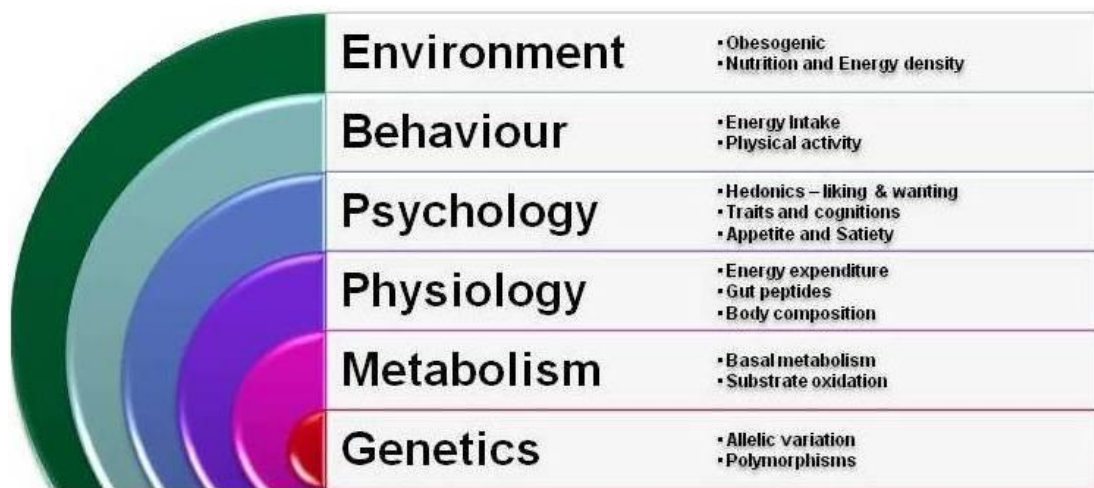 Environment
▪ Obesogenic
▪ Nutrition and Energy density
Behaviour
▪ Energy Intake
▪ Physical activity
Psychology
▪ Hedonics – liking & wanting
▪ Traits and cognitions
▪ Appetite and Satiety
Physiology
▪ Energy expenditure
▪ Gut peptides
▪ Body composition
Metabolism
▪ Basal metabolism
▪ Substrate oxidation
Genetics
▪ Allelic variation
▪ Polymorphisms